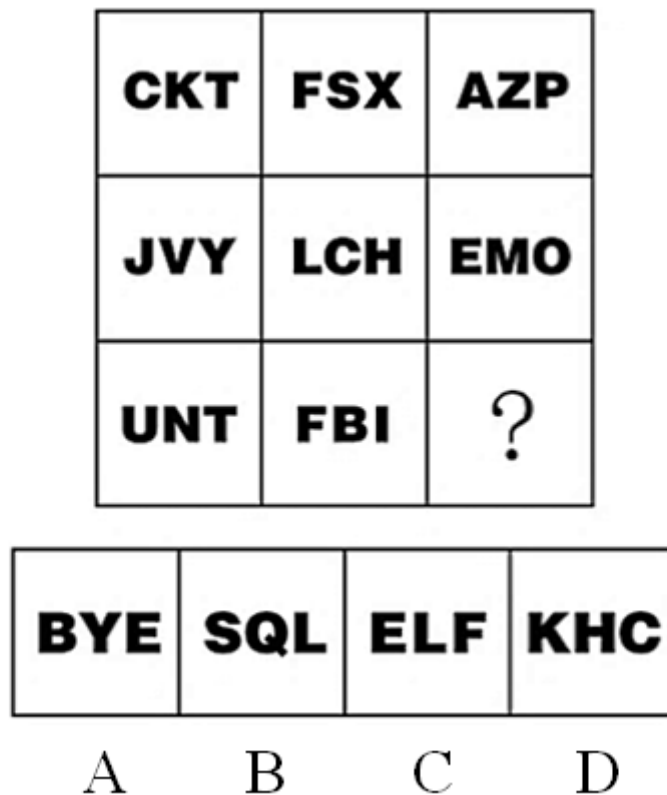 CKT FSX AZP
JVY LCH EMO
UNT FBI ?
BYE SQL ELF KHC
A B C D